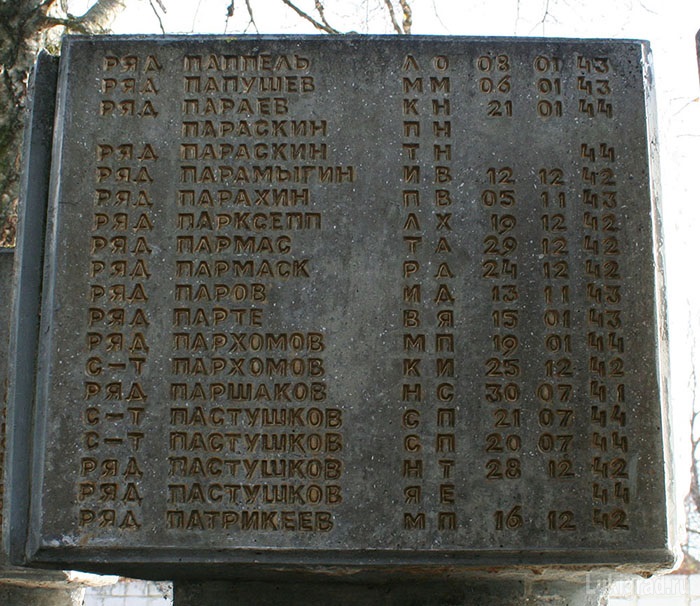 РЯД ПАППЕЛЬ Л О 08 01 43
РЯД ПАПУШЕВ М М 06 01 43
РЯД ПАРАЕВ К Н 21 01 44
ПАРАСКИН П Н
РЯД ПАРАСКИН Т Н 44
РЯД ПАРАМЫГИН И В 12 12 42
РЯД ПАРАХИН П В 05 11 43
РЯД ПАРКСЕПП Л Х 19 12 42
РЯД ПАРМАС Т А 29 12 42
РЯД ПАРМАСК Р Д 24 12 42
РЯД ПАРОВ И Д 13 11 43
РЯД ПАРТЕ В Я 15 01 43
РЯД ПАРХОМОВ М П 19 01 44
С-Т ПАРХОМОВ К И 25 12 42
РЯД ПАРШАКОВ Н С 30 07 41
С-Т ПАСТУШКОВ С П 21 07 44
С-Т ПАСТУШКОВ С П 20 07 44
РЯД ПАСТУШКОВ Н Т 28 12 42
РЯД ПАСТУШКОВ Я Е 44
РЯД ПАТРИКЕЕВ М П 16 12 42